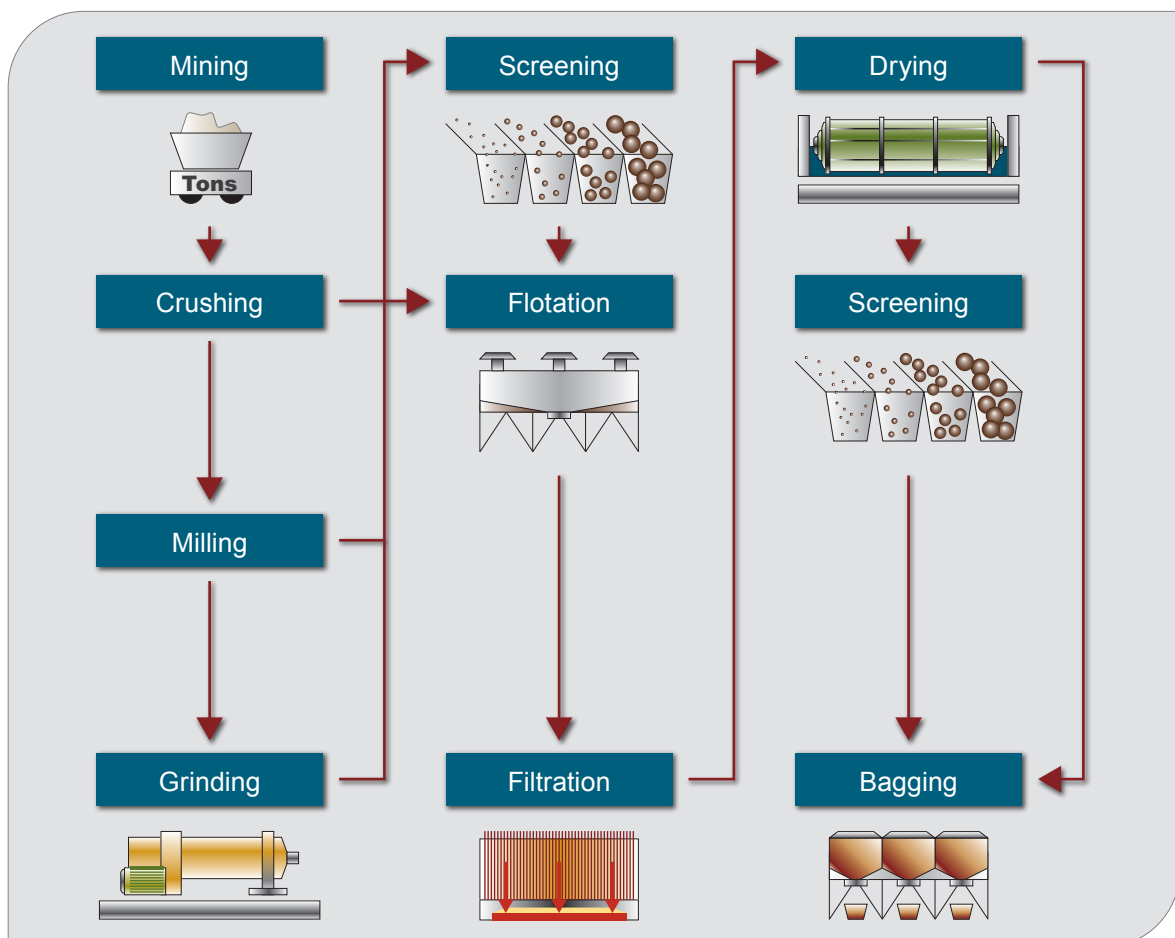 Mining
Tons
Crushing
Milling
Grinding
Screening
Flotation
Filtration
Drying
Screening
Bagging